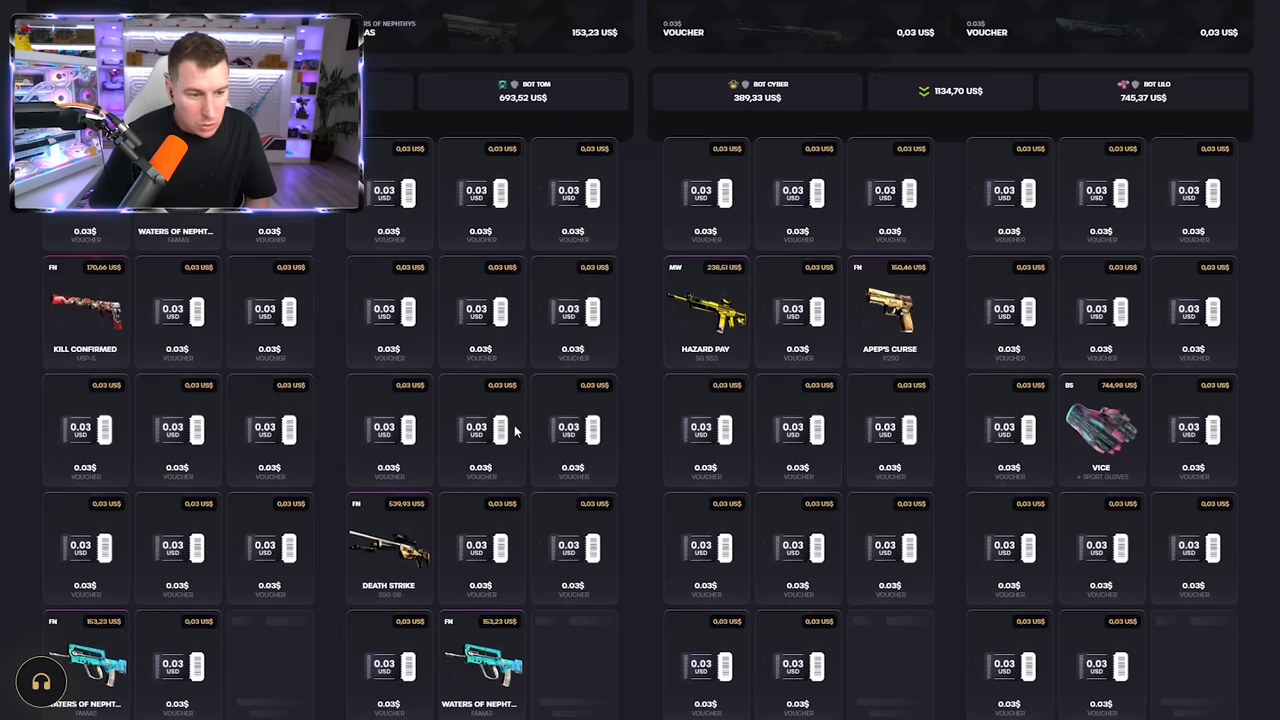 RS OF NEPHTHYS
AS
153,23 US$
0.03$
VOUCHER
0,03 US$
0.03$
VOUCHER
0,03 US$
BOT TOM
693,52 US$
BOT CYBER
389,33 US$
1134,70 US$
BOT LILO
745,37 US$
0,03 US$ 0,03 US$ 0,03 US$ 0,03 US$ 0,03 US$ 0,03 US$ 0,03 US$ 0,03 US$ 0,03 US$
0.03 0.03 0.03 0.03 0.03 0.03 0.03 0.03 0.03
USD USD USD USD USD USD USD USD USD
0.03$ WATERS OF NEPHT... 0.03$ 0.03$ 0.03$ 0.03$ 0.03$ 0.03$ 0.03$ 0.03$ 0.03$ 0.03$
VOUCHER FAMAS VOUCHER VOUCHER VOUCHER VOUCHER VOUCHER VOUCHER VOUCHER VOUCHER VOUCHER VOUCHER
FN 170,66 US$ 0,03 US$ 0,03 US$ 0,03 US$ 0,03 US$ 0,03 US$ MW 238,51 US$ 0,03 US$ FN 150,46 US$ 0,03 US$ 0,03 US$ 0,03 US$
0.03 0.03 0.03 0.03 0.03 0.03 0.03 0.03 0.03
USD USD USD USD USD USD USD USD USD
KILL CONFIRMED 0.03$ 0.03$ 0.03$ 0.03$ 0.03$ HAZARD PAY 0.03$ APEP'S CURSE 0.03$ 0.03$ 0.03$
USP-S VOUCHER VOUCHER VOUCHER VOUCHER VOUCHER SG 553 VOUCHER P250 VOUCHER VOUCHER VOUCHER
0,03 US$ 0,03 US$ 0,03 US$ 0,03 US$ 0,03 US$ 0,03 US$ 0,03 US$ 0,03 US$ 0,03 US$ 0,03 US$ BS 744,98 US$ 0,03 US$
0.03 0.03 0.03 0.03 0.03 0.03 0.03 0.03 0.03 0.03 0.03
USD USD USD USD USD USD USD USD USD USD USD
0.03$ 0.03$ 0.03$ 0.03$ 0.03$ 0.03$ 0.03$ 0.03$ 0.03$ 0.03$ VICE 0.03$
VOUCHER VOUCHER VOUCHER VOUCHER VOUCHER VOUCHER VOUCHER VOUCHER VOUCHER VOUCHER ★ SPORT GLOVES VOUCHER
0,03 US$ 0,03 US$ 0,03 US$ FN 539,93 US$ 0,03 US$ 0,03 US$ 0,03 US$ 0,03 US$ 0,03 US$ 0,03 US$ 0,03 US$ 0,03 US$
0.03 0.03 0.03 0.03 0.03 0.03 0.03 0.03 0.03 0.03 0.03
USD USD USD USD USD USD USD USD USD USD USD
0.03$ 0.03$ 0.03$ DEATH STRIKE 0.03$ 0.03$ 0.03$ 0.03$ 0.03$ 0.03$ 0.03$ 0.03$
VOUCHER VOUCHER VOUCHER SSG 08 VOUCHER VOUCHER VOUCHER VOUCHER VOUCHER VOUCHER VOUCHER VOUCHER
FN 153,23 US$ 0,03 US$ 0,03 US$ FN 153,23 US$ 0,03 US$ 0,03 US$ 0,03 US$ 0,03 US$
0.03 0.03 0.03 0.03 0.03 0.03
USD USD USD USD USD USD
ATERS OF NEPHT... 0.03$ 0.03$ WATERS OF NEPHT... 0.03$ 0.03$ 0.03$ 0.03$
FAMAS VOUCHER VOUCHER FAMAS VOUCHER VOUCHER VOUCHER VOUCHER